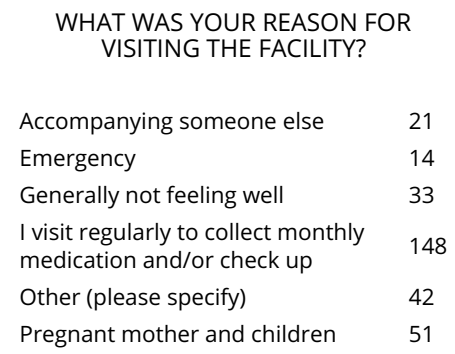 WHAT WAS YOUR REASON FOR
VISITING THE FACILITY?
Accompanying someone else 21
Emergency 14
Generally not feeling well 33
I visit regularly to collect monthly
medication and/or check up 148
Other (please specify) 42
Pregnant mother and children 51